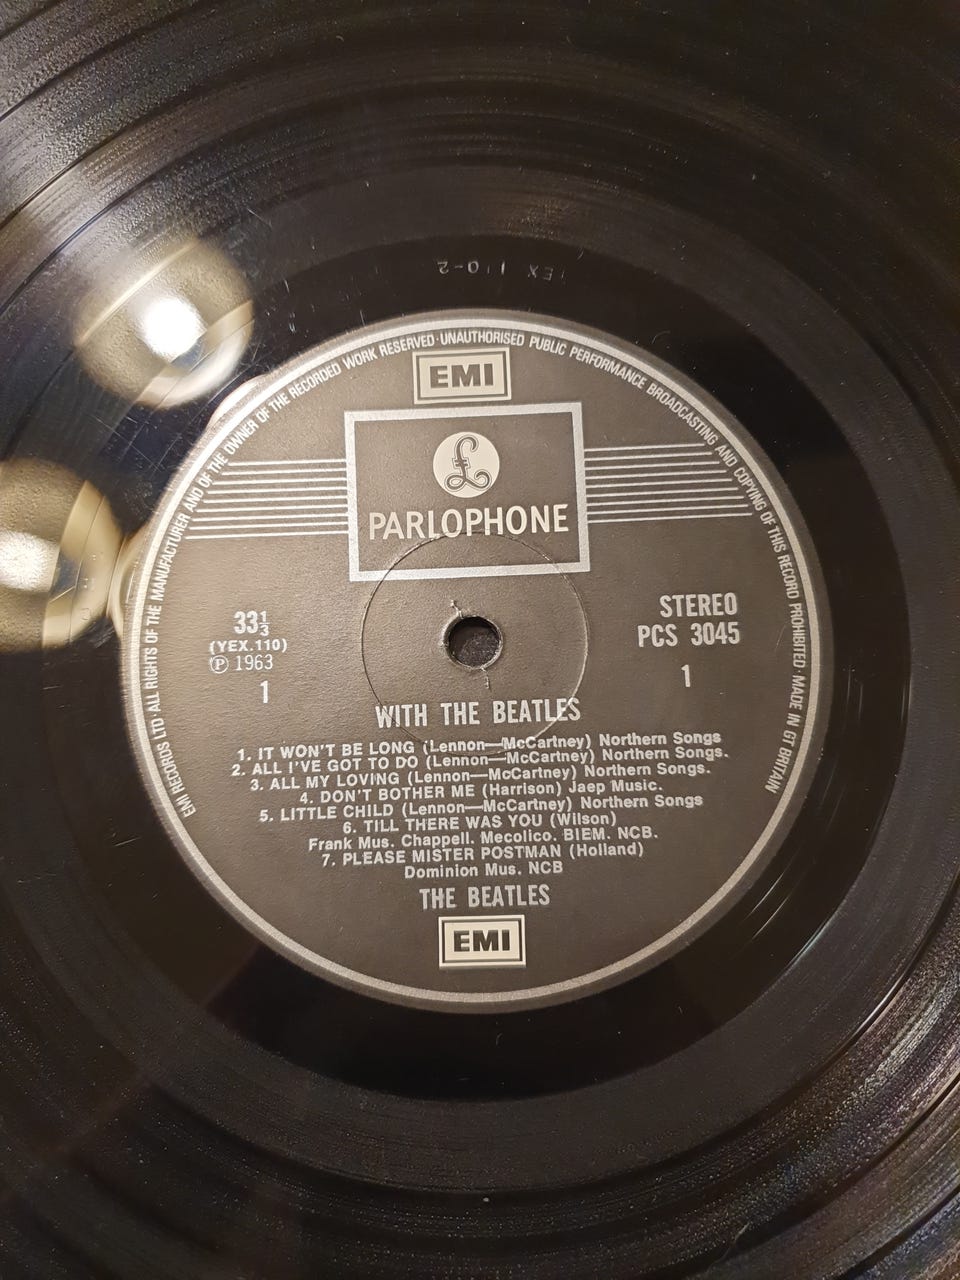 YEX 110-2
EMI RECORDS LTD·ALL RIGHTS OF THE MANUFACTURER AND OF THE OWNER OF THE RECORDED WORK RESERVED·UNAUTHORISED PUBLIC PERFORMANCE BROADCASTING AND COPYING OF THIS RECORD PROHIBITED·MADE IN GT BRITAIN
EMI
£
PARLOPHONE
33⅓
(YEX.110)
Ⓟ 1963
1
STEREO
PCS 3045
1
WITH THE BEATLES
1. IT WON'T BE LONG (Lennon—McCartney) Northern Songs
2. ALL I'VE GOT TO DO (Lennon—McCartney) Northern Songs.
3. ALL MY LOVING (Lennon—McCartney) Northern Songs.
4. DON'T BOTHER ME (Harrison) Jaep Music.
5. LITTLE CHILD (Lennon—McCartney) Northern Songs
6. TILL THERE WAS YOU (Wilson)
Frank Mus. Chappell. Mecolico. BIEM. NCB.
7. PLEASE MISTER POSTMAN (Holland)
Dominion Mus. NCB
THE BEATLES
EMI